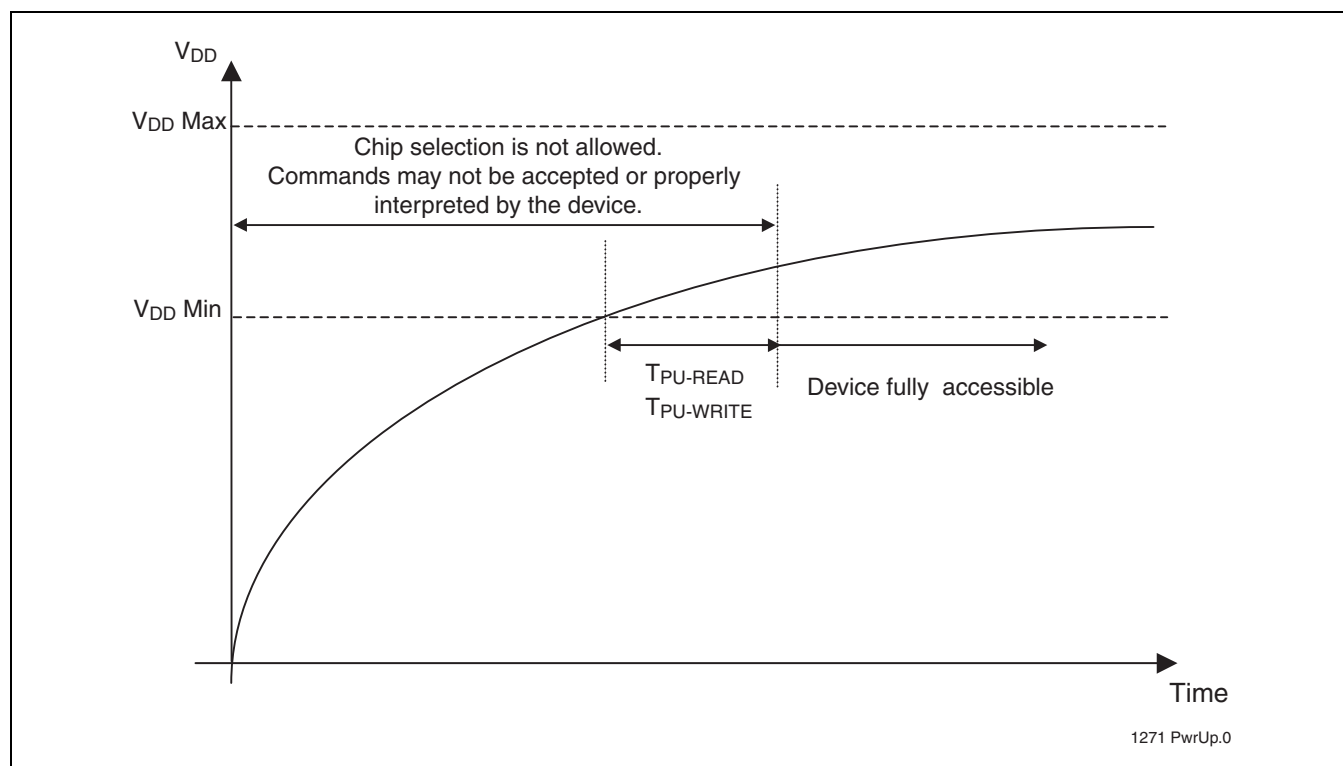 VDD
VDD Max
Chip selection is not allowed.
Commands may not be accepted or properly
interpreted by the device.
VDD Min
TPU-READ
TPU-WRITE
Device fully accessible
Time
1271 PwrUp.0